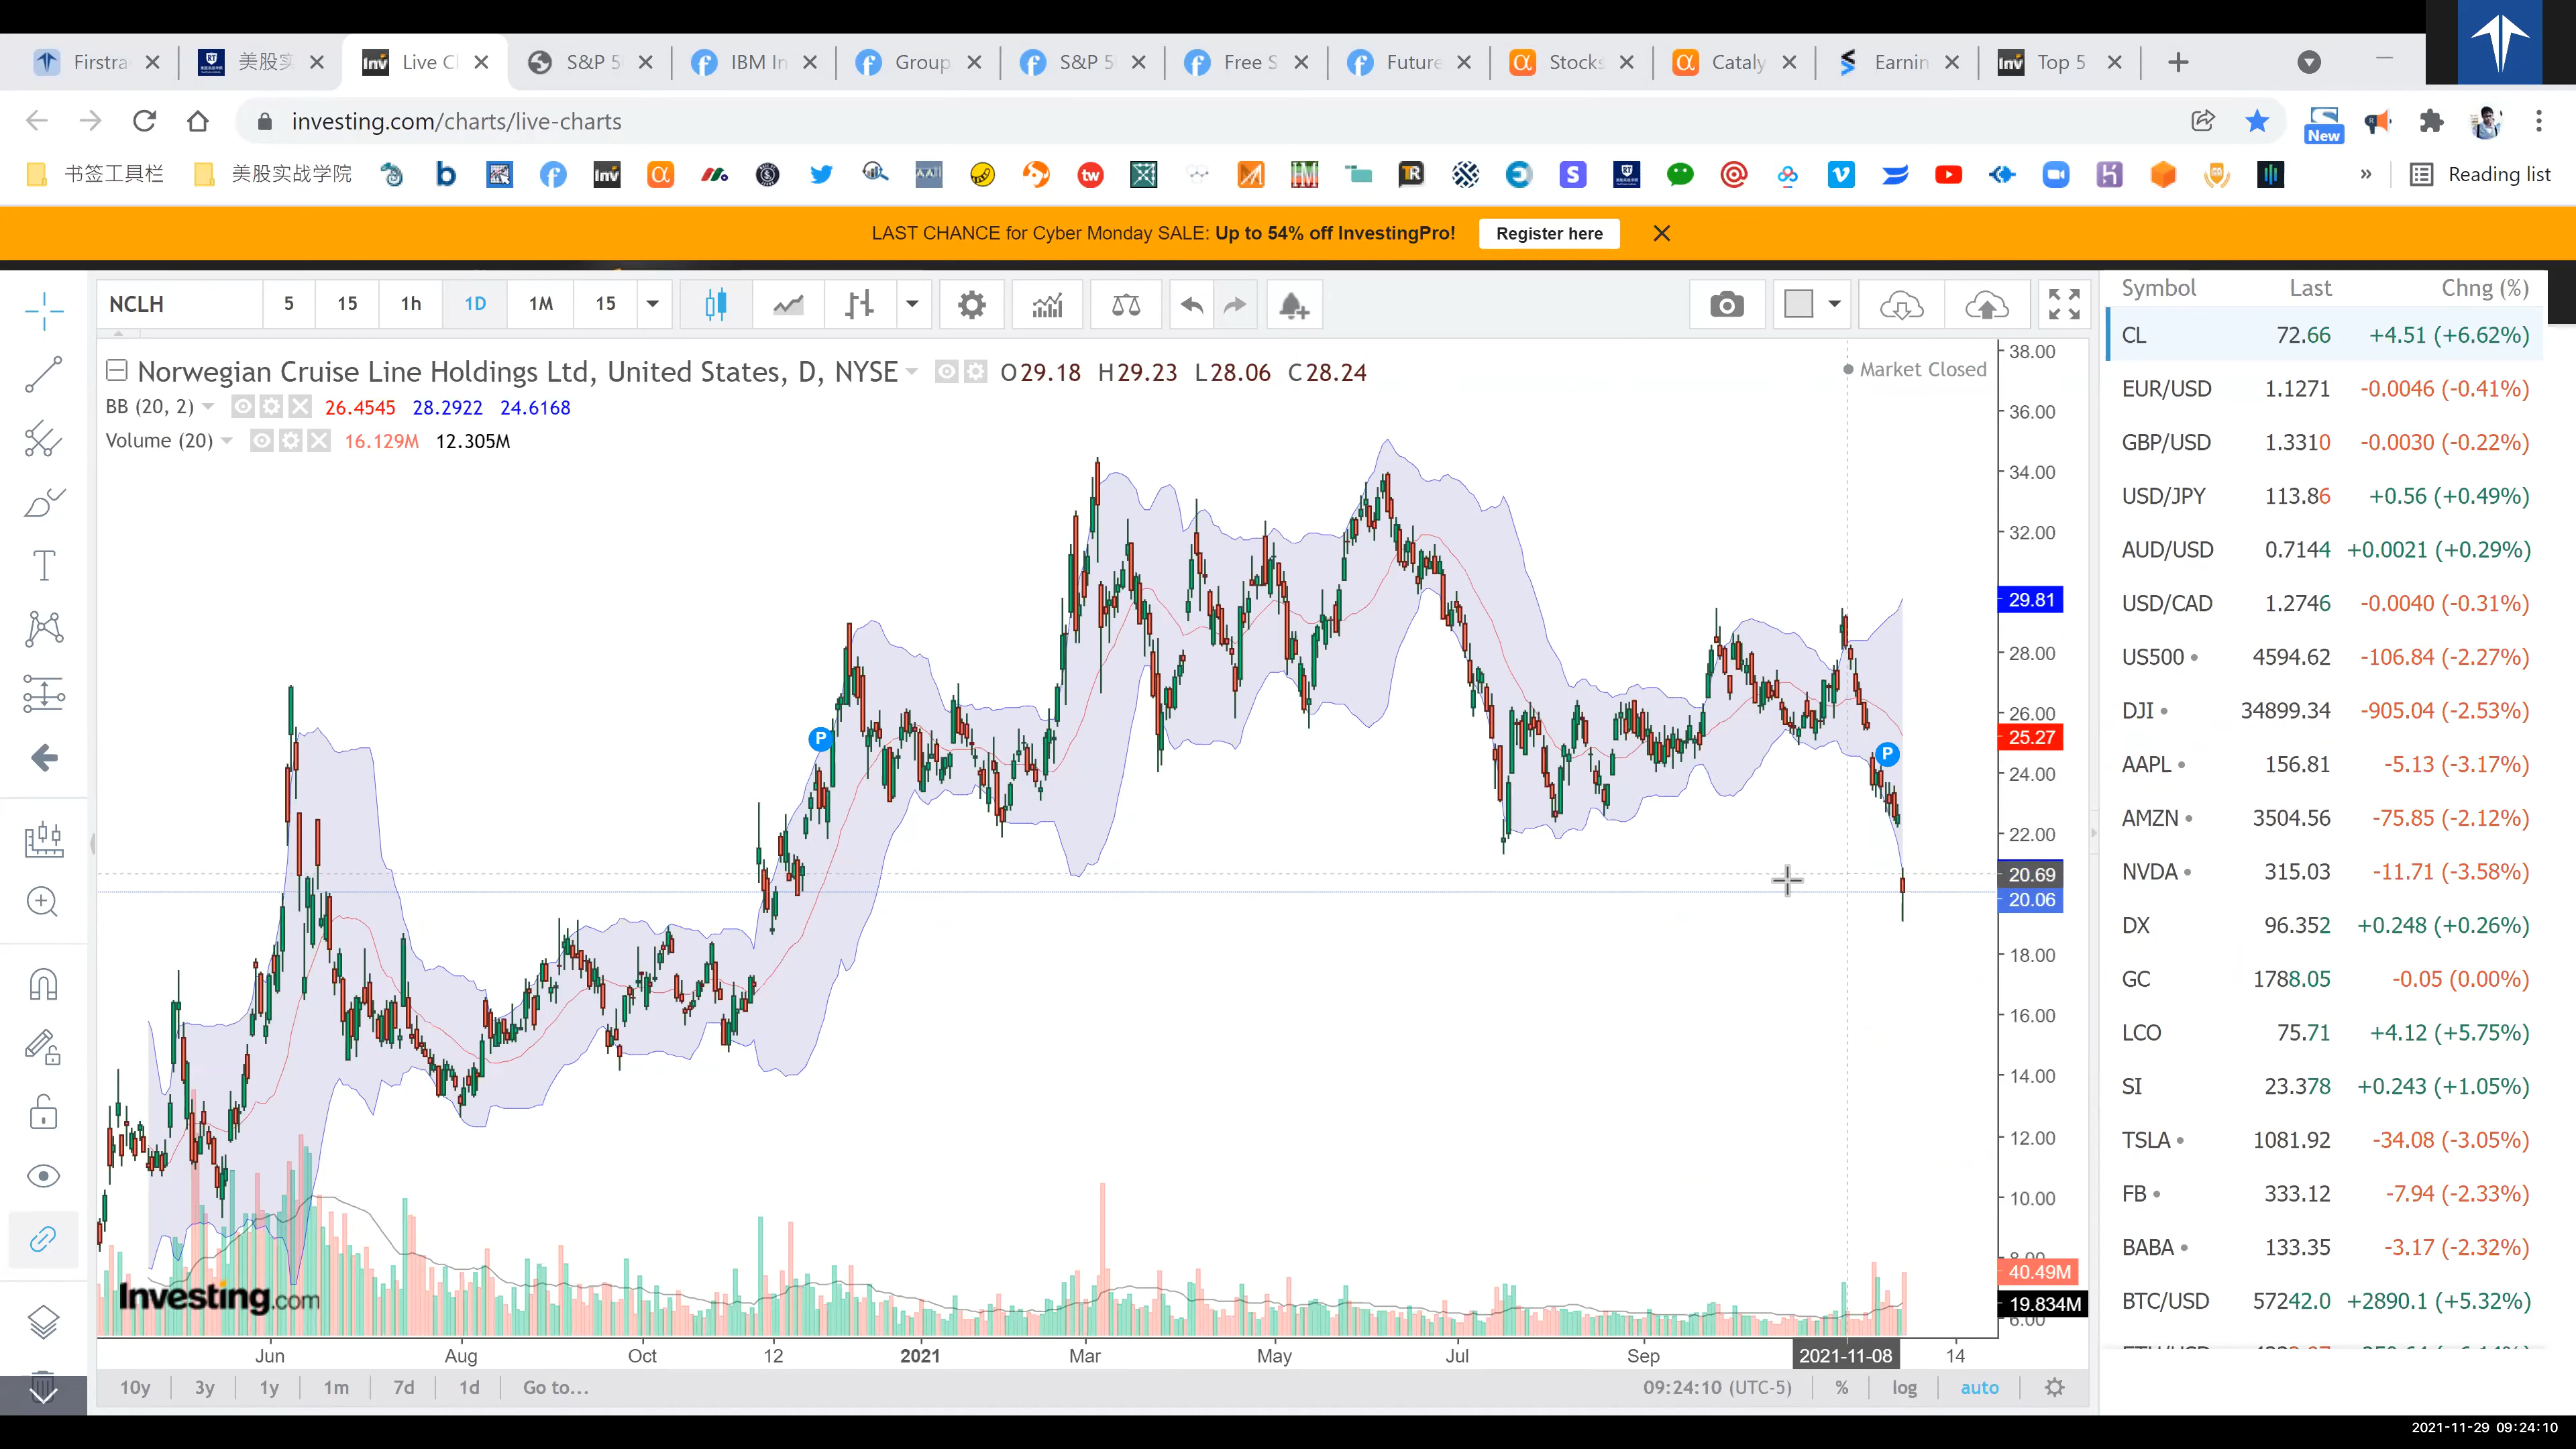 Firstra
美股实
Live C
S&P 5
IBM In
Group
S&P 5
Free S
Future
Stocks
Cataly
Earnin
Top 5
investing.com/charts/live-charts
New
书签工具栏
美股实战学院
Reading list
LAST CHANCE for Cyber Monday SALE: Up to 54% off InvestingPro!
Register here
NCLH 5 15 1h 1D 1M 15
Norwegian Cruise Line Holdings Ltd, United States, D, NYSE O29.18 H29.23 L28.06 C28.24
Market Closed
BB (20, 2) 26.4545 28.2922 24.6168
Volume (20) 16.129M 12.305M
38.00
36.00
34.00
32.00
29.81
28.00
26.00
25.27
24.00
22.00
20.69
20.06
18.00
16.00
14.00
12.00
10.00
8.00
40.49M
19.834M
6.00
P
P
Investing.com
Jun Aug Oct 12 2021 Mar May Jul Sep 2021-11-08 14
10y 3y 1y 1m 7d 1d Go to... 09:24:10 (UTC-5) % log auto
Symbol Last Chng (%)
CL 72.66 +4.51 (+6.62%)
EUR/USD 1.1271 -0.0046 (-0.41%)
GBP/USD 1.3310 -0.0030 (-0.22%)
USD/JPY 113.86 +0.56 (+0.49%)
AUD/USD 0.7144 +0.0021 (+0.29%)
USD/CAD 1.2746 -0.0040 (-0.31%)
US500 4594.62 -106.84 (-2.27%)
DJI 34899.34 -905.04 (-2.53%)
AAPL 156.81 -5.13 (-3.17%)
AMZN 3504.56 -75.85 (-2.12%)
NVDA 315.03 -11.71 (-3.58%)
DX 96.352 +0.248 (+0.26%)
GC 1788.05 -0.05 (0.00%)
LCO 75.71 +4.12 (+5.75%)
SI 23.378 +0.243 (+1.05%)
TSLA 1081.92 -34.08 (-3.05%)
FB 333.12 -7.94 (-2.33%)
BABA 133.35 -3.17 (-2.32%)
BTC/USD 57242.0 +2890.1 (+5.32%)
2021-11-29 09:24:10